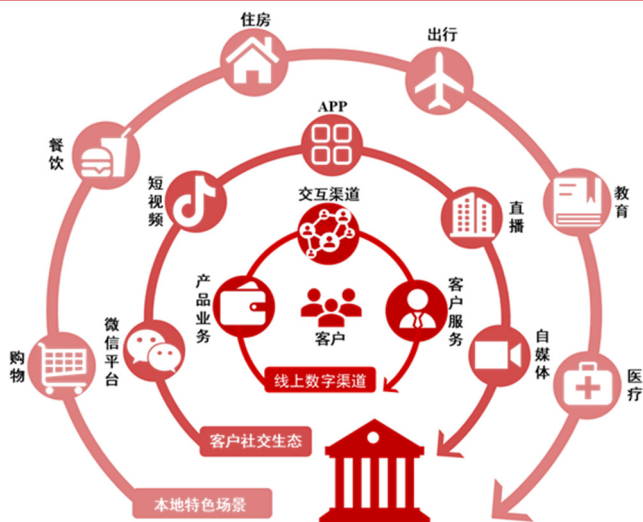 住房
出行
餐饮
APP
短视频
交互渠道
直播
教育
产品业务
客户服务
客户
微信平台
自媒体
购物
医疗
线上数字渠道
客户社交生态
本地特色场景